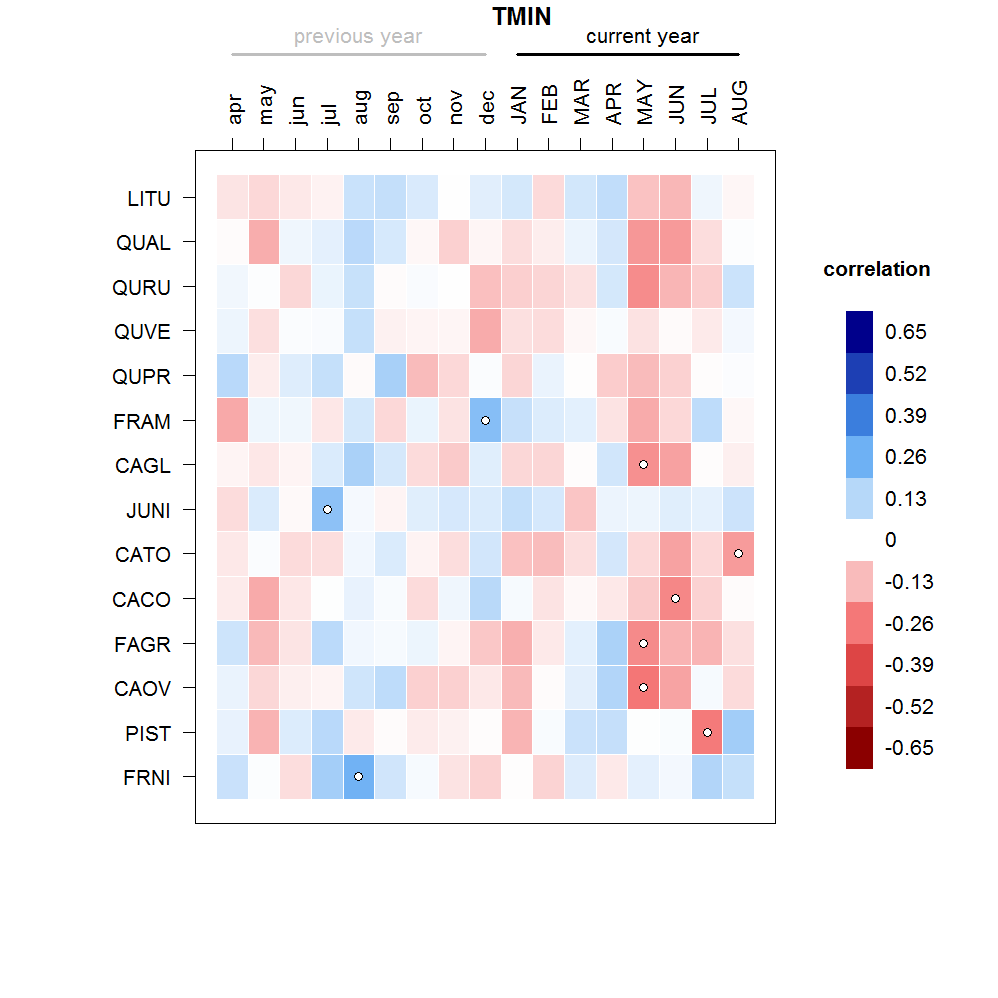 TMIN
previous year current year
apr may jun jul aug sep oct nov dec JAN FEB MAR APR MAY JUN JUL AUG
LITU
QUAL
QURU
QUVE
QUPR
FRAM
CAGL
JUNI
CATO
CACO
FAGR
CAOV
PIST
FRNI
correlation
0.65
0.52
0.39
0.26
0.13
0
-0.13
-0.26
-0.39
-0.52
-0.65